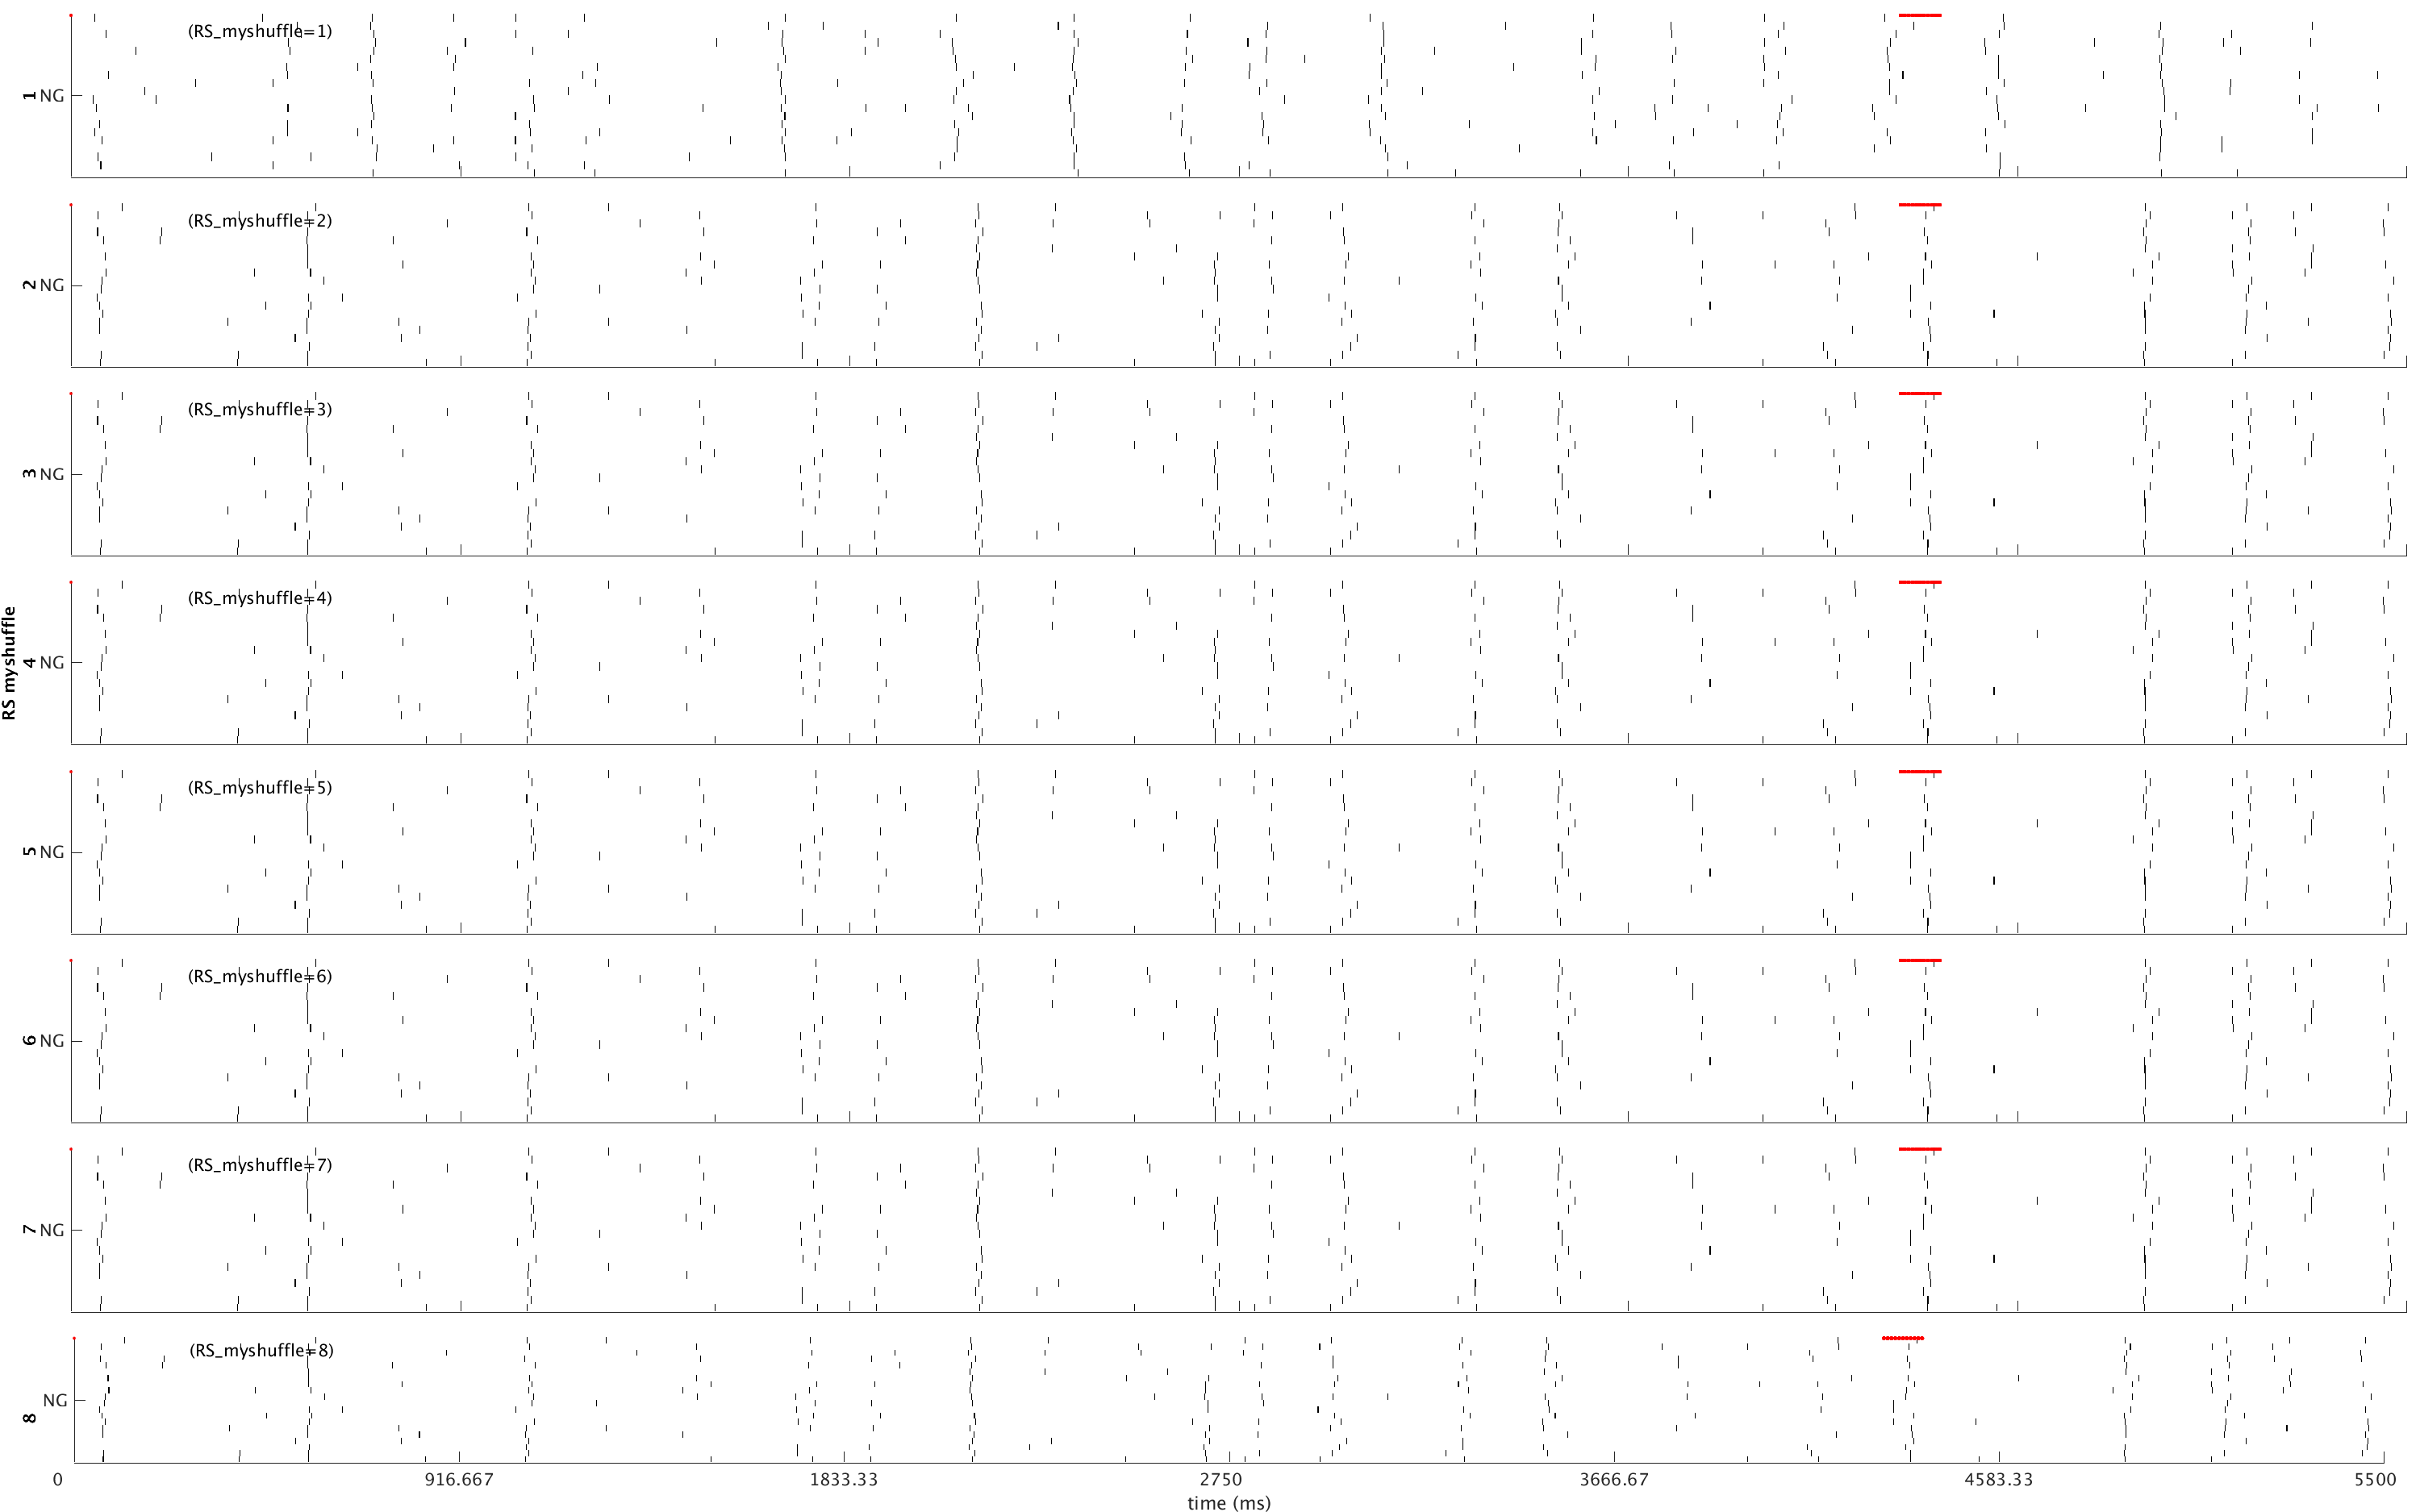 (RS_myshuffle=1)
1 NG
(RS_myshuffle=2)
2 NG
(RS_myshuffle=3)
3 NG
(RS_myshuffle=4)
RS myshuffle
4 NG
(RS_myshuffle=5)
5 NG
(RS_myshuffle=6)
6 NG
(RS_myshuffle=7)
7 NG
(RS_myshuffle=8)
8 NG
0 916.667 1833.33 2750 3666.67 4583.33 5500
time (ms)